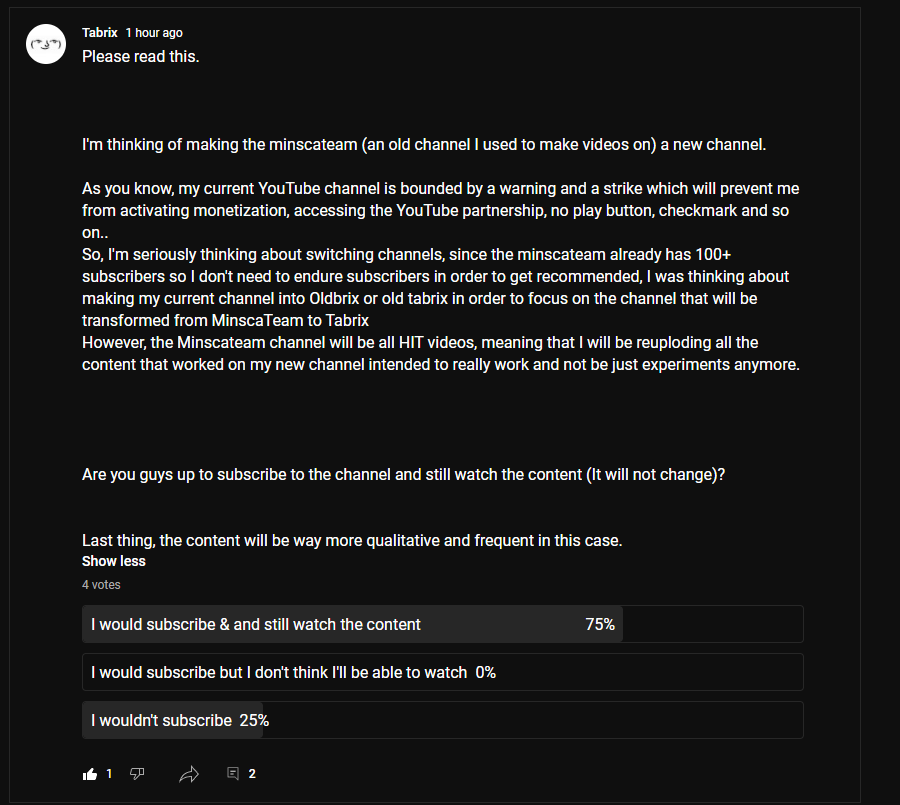 Tabrix 1 hour ago
Please read this.
I'm thinking of making the minscateam (an old channel I used to make videos on) a new channel.
As you know, my current YouTube channel is bounded by a warning and a strike which will prevent me
from activating monetization, accessing the YouTube partnership, no play button, checkmark and so
on..
So, I'm seriously thinking about switching channels, since the minscateam already has 100+
subscribers so I don't need to endure subscribers in order to get recommended, I was thinking about
making my current channel into Oldbrix or old tabrix in order to focus on the channel that will be
transformed from MinscaTeam to Tabrix
However, the Minscateam channel will be all HIT videos, meaning that I will be reuploding all the
content that worked on my new channel intended to really work and not be just experiments anymore.
Are you guys up to subscribe to the channel and still watch the content (It will not change)?
Last thing, the content will be way more qualitative and frequent in this case.
Show less
4 votes
I would subscribe & and still watch the content 75%
I would subscribe but I don't think I'll be able to watch 0%
I wouldn't subscribe 25%
1 2